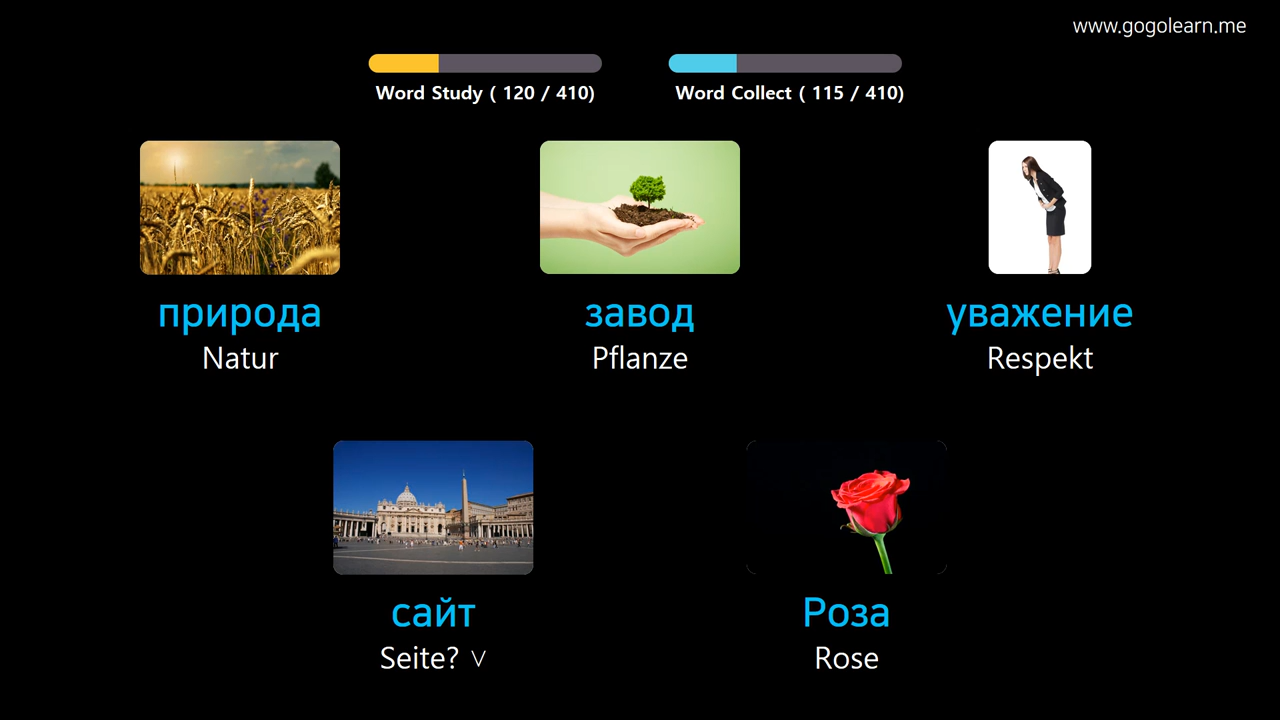 www.gogolearn.me
Word Study ( 120 / 410)
Word Collect ( 115 / 410)
природа
Natur
завод
Pflanze
уважение
Respekt
сайт
Seite? ∨
Роза
Rose